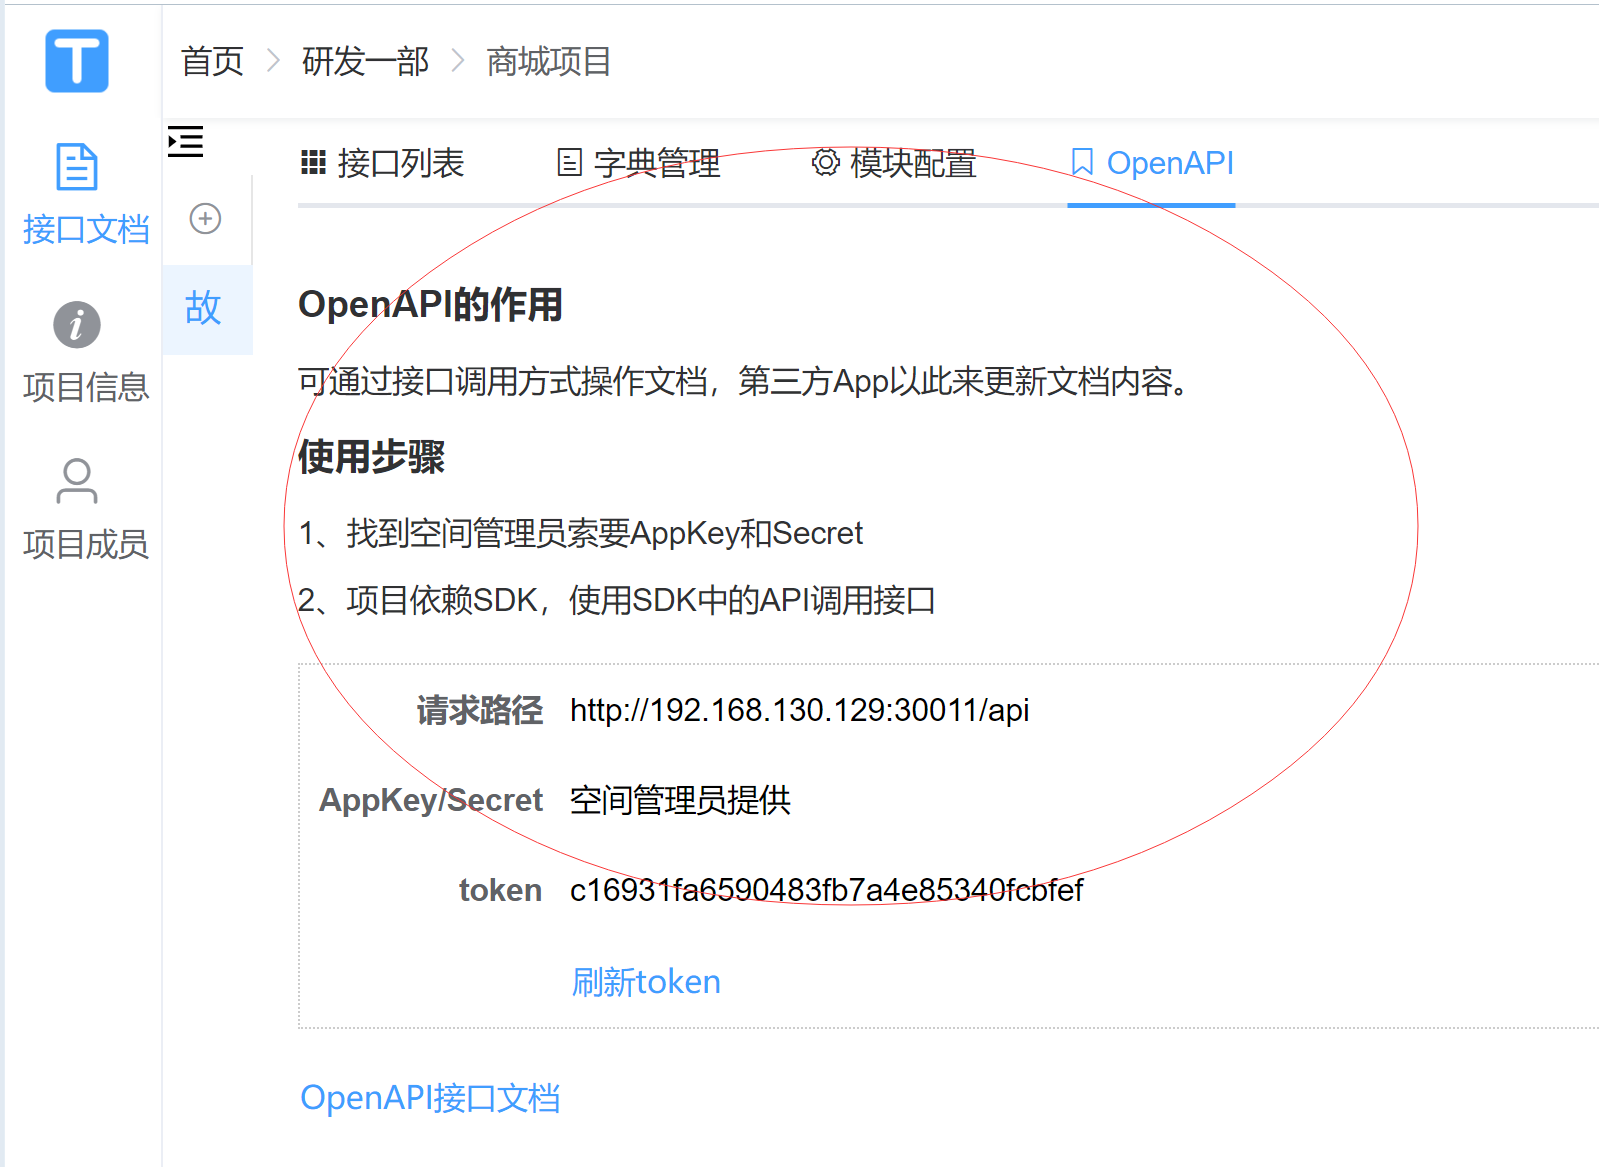 T
首页 > 研发一部 > 商城项目
接口列表 字典管理 模块配置 OpenAPI
接口文档
故
项目信息
项目成员
OpenAPI的作用
可通过接口调用方式操作文档，第三方App以此来更新文档内容。
使用步骤
1、找到空间管理员索要AppKey和Secret
2、项目依赖SDK，使用SDK中的API调用接口
请求路径 http://192.168.130.129:30011/api
AppKey/Secret 空间管理员提供
token c16931fa6590483fb7a4e85340fcbfef
刷新token
OpenAPI接口文档